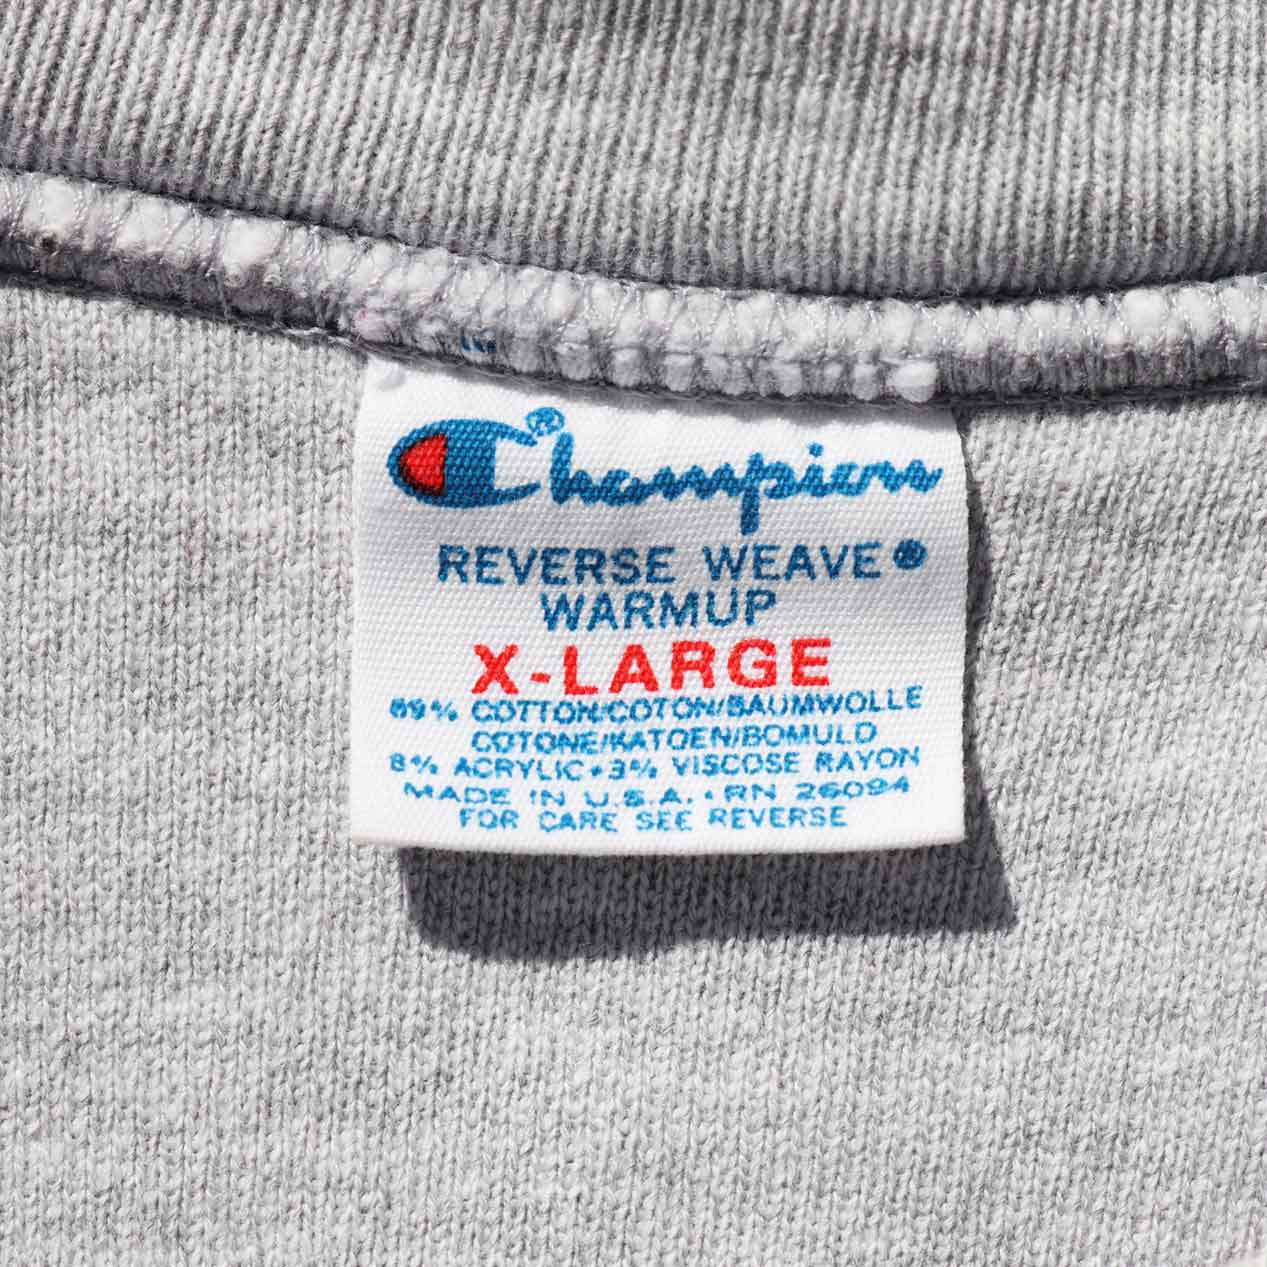 Champion®
REVERSE WEAVE®
WARMUP
X-LARGE
89% COTTON/COTON/BAUMWOLLE
COTONE/KATOEN/BOMULD
8% ACRYLIC•3% VISCOSE RAYON
MADE IN U.S.A. • RN 26094
FOR CARE SEE REVERSE